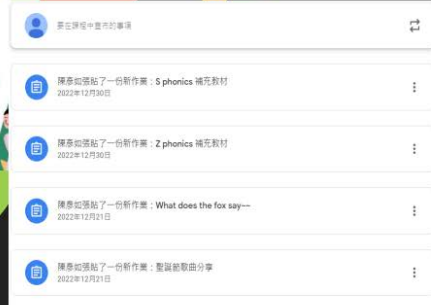 要在課程中宣布的事項
陳彥如張貼了一份新作業：S phonics 補充教材
2022年12月30日
陳彥如張貼了一份新作業：Z phonics 補充教材
2022年12月30日
陳彥如張貼了一份新作業：What does the fox say~~
2022年12月21日
陳彥如張貼了一份新作業：聖誕節歌曲分享
2022年12月21日